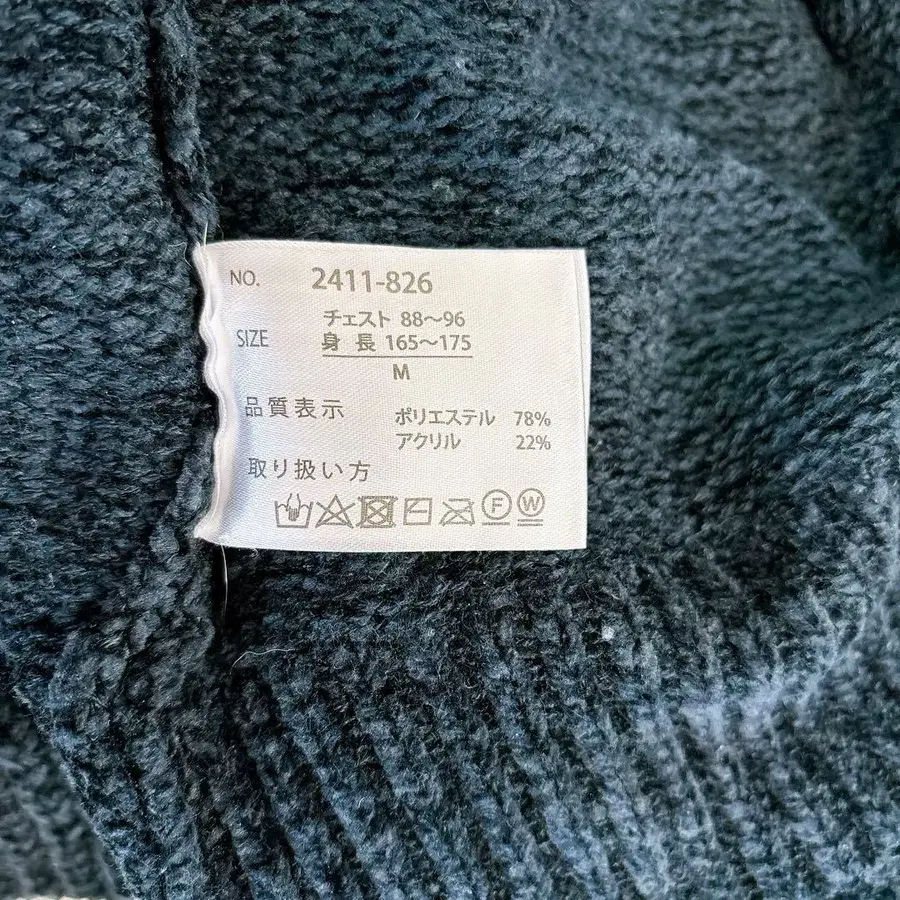 NO. 2411-826
SIZE チェスト 88～96
身長 165～175
M
品質表示 ポリエステル 78%
アクリル 22%
取り扱い方
F W